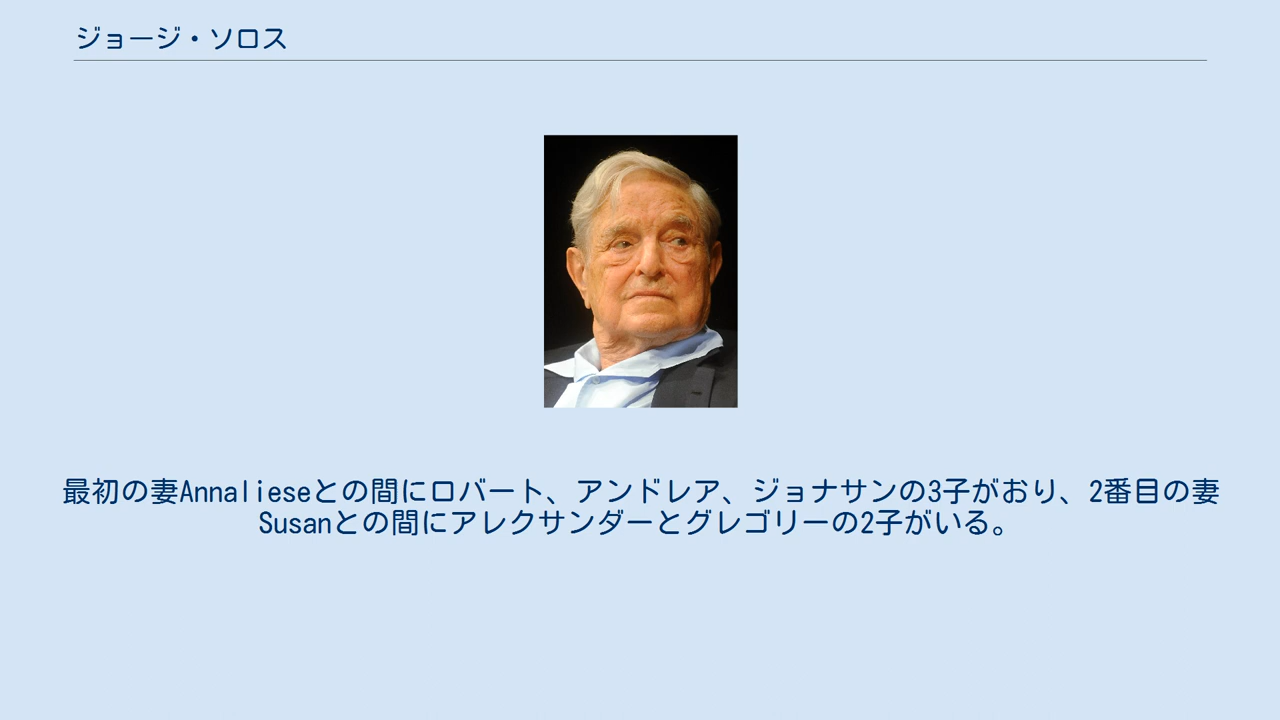 ジョージ・ソロス
最初の妻Annalieseとの間にロバート、アンドレア、ジョナサンの3子がおり、2番目の妻
Susanとの間にアレクサンダーとグレゴリーの2子がいる。